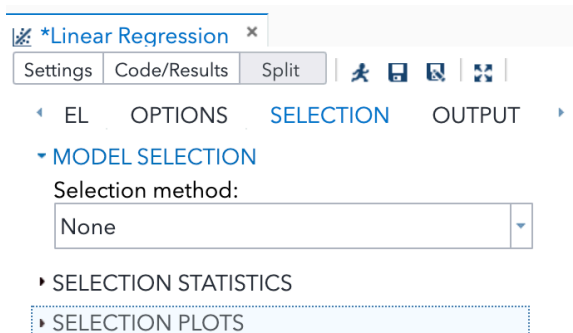 *Linear Regression ×
Settings Code/Results Split
EL OPTIONS SELECTION OUTPUT
MODEL SELECTION
Selection method:
None
SELECTION STATISTICS
SELECTION PLOTS